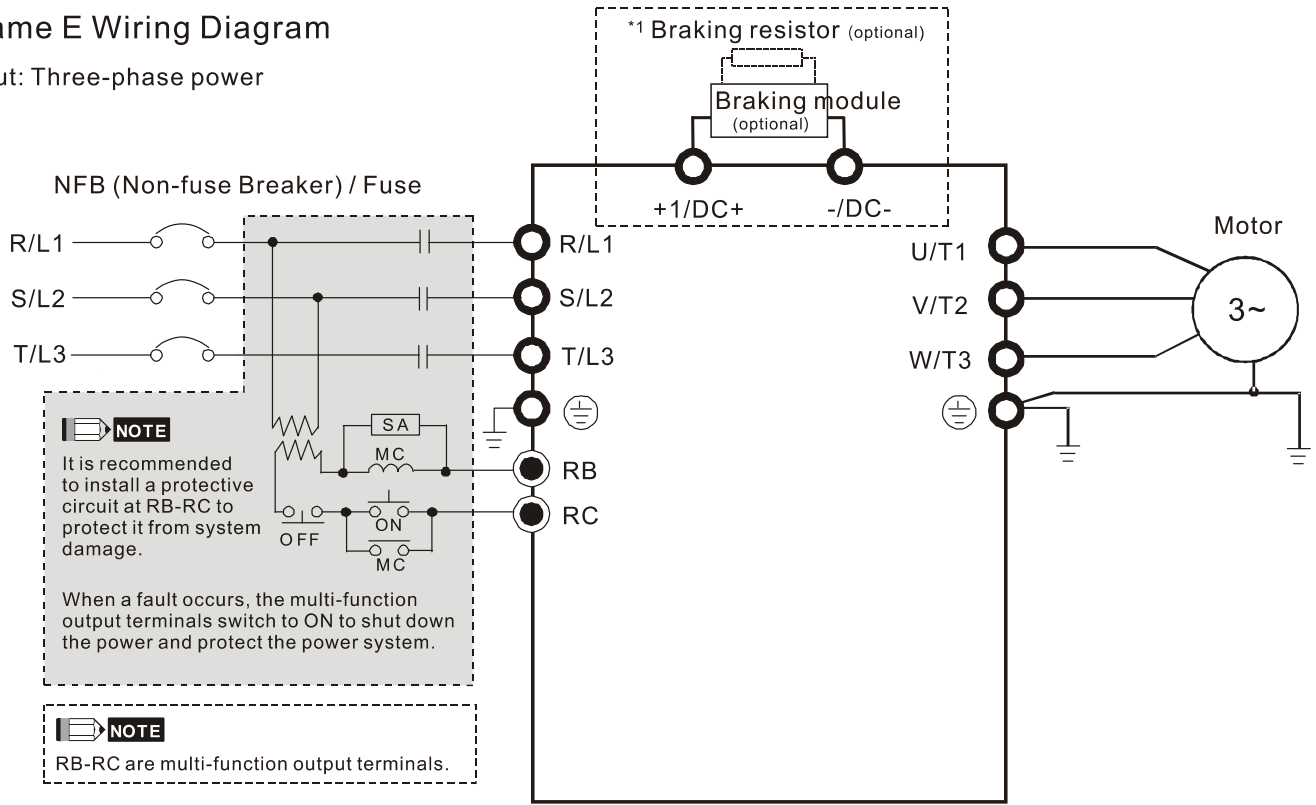 ame E Wiring Diagram
ut: Three-phase power
*1 Braking resistor (optional)
Braking module
(optional)
+1/DC+
-/DC-
NFB (Non-fuse Breaker) / Fuse
R/L1
R/L1
U/T1
Motor
S/L2
S/L2
V/T2
3~
T/L3
T/L3
W/T3
NOTE
It is recommended
to install a protective
circuit at RB-RC to
protect it from system
damage.
SA
MC
RB
OFF
ON
MC
RC
When a fault occurs, the multi-function
output terminals switch to ON to shut down
the power and protect the power system.
NOTE
RB-RC are multi-function output terminals.